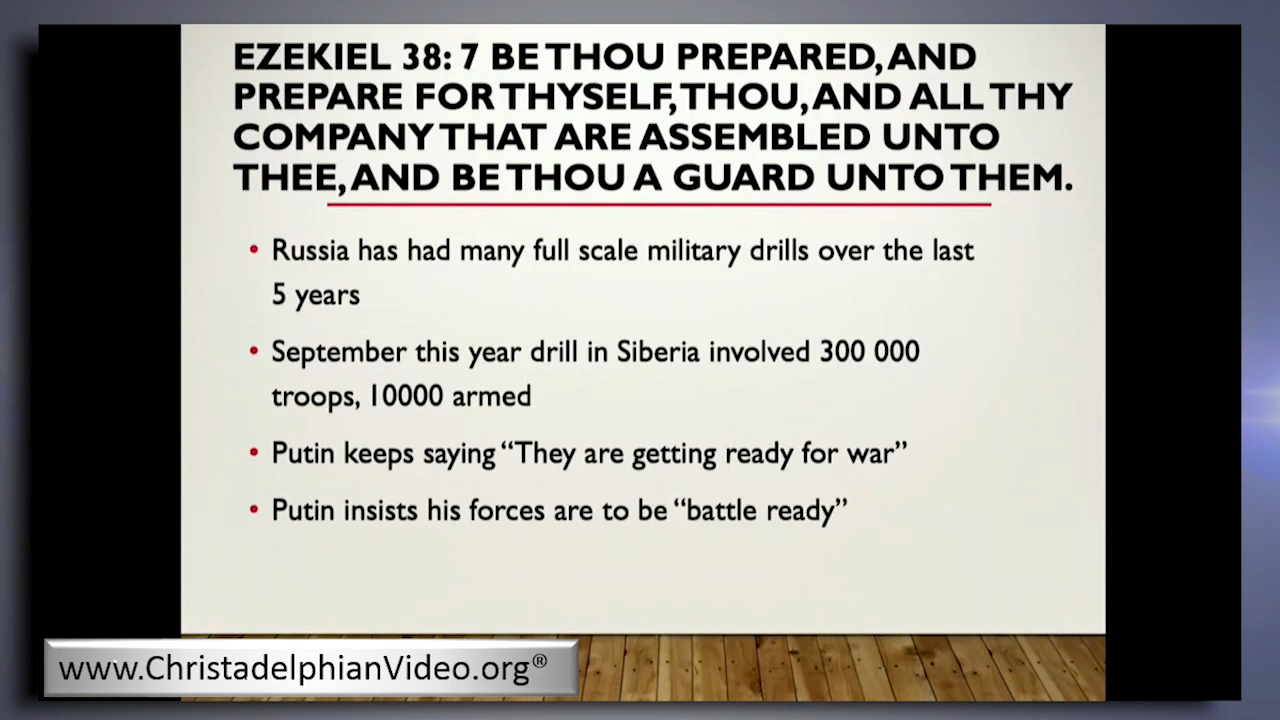 EZEKIEL 38: 7 BE THOU PREPARED, AND
PREPARE FOR THYSELF, THOU, AND ALL THY
COMPANY THAT ARE ASSEMBLED UNTO
THEE, AND BE THOU A GUARD UNTO THEM.
• Russia has had many full scale military drills over the last
5 years
• September this year drill in Siberia involved 300 000
troops, 10000 armed
• Putin keeps saying “They are getting ready for war”
• Putin insists his forces are to be “battle ready”
www.ChristadelphianVideo.org®